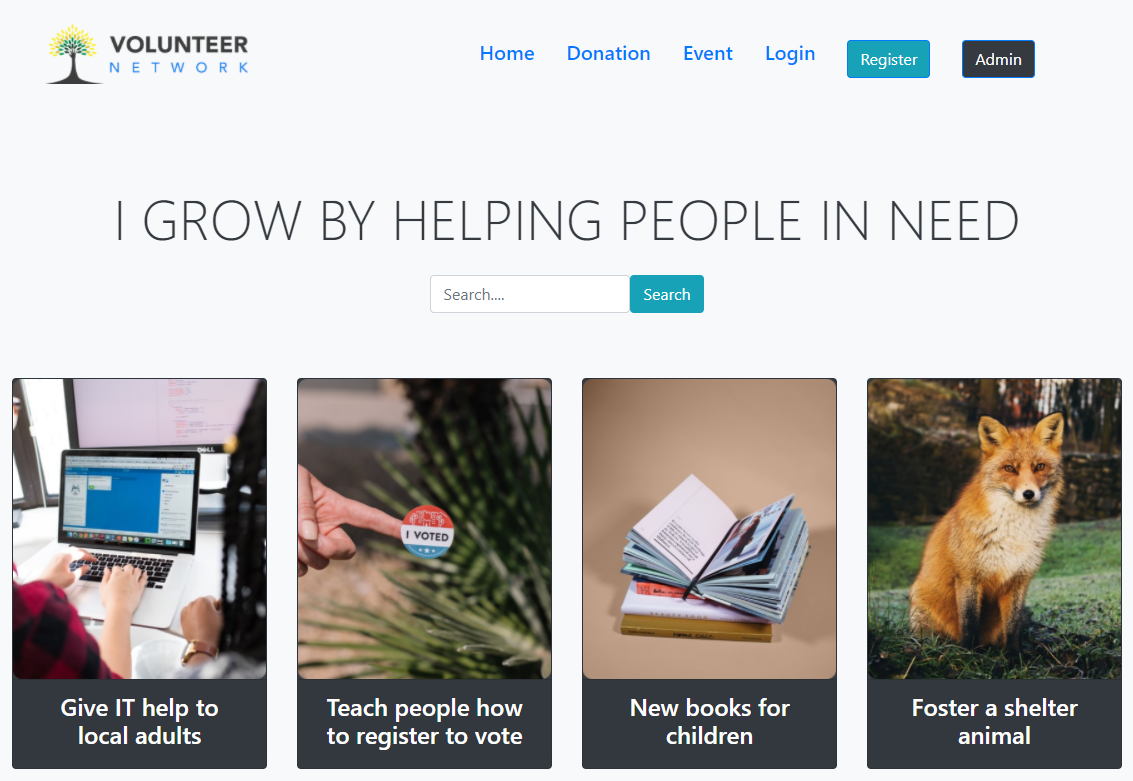 VOLUNTEER
NETWORK
Home
Donation
Event
Login
Register
Admin
I GROW BY HELPING PEOPLE IN NEED
Search....
Search
DELL
I VOTED
Give IT help to
local adults
Teach people how
to register to vote
New books for
children
Foster a shelter
animal